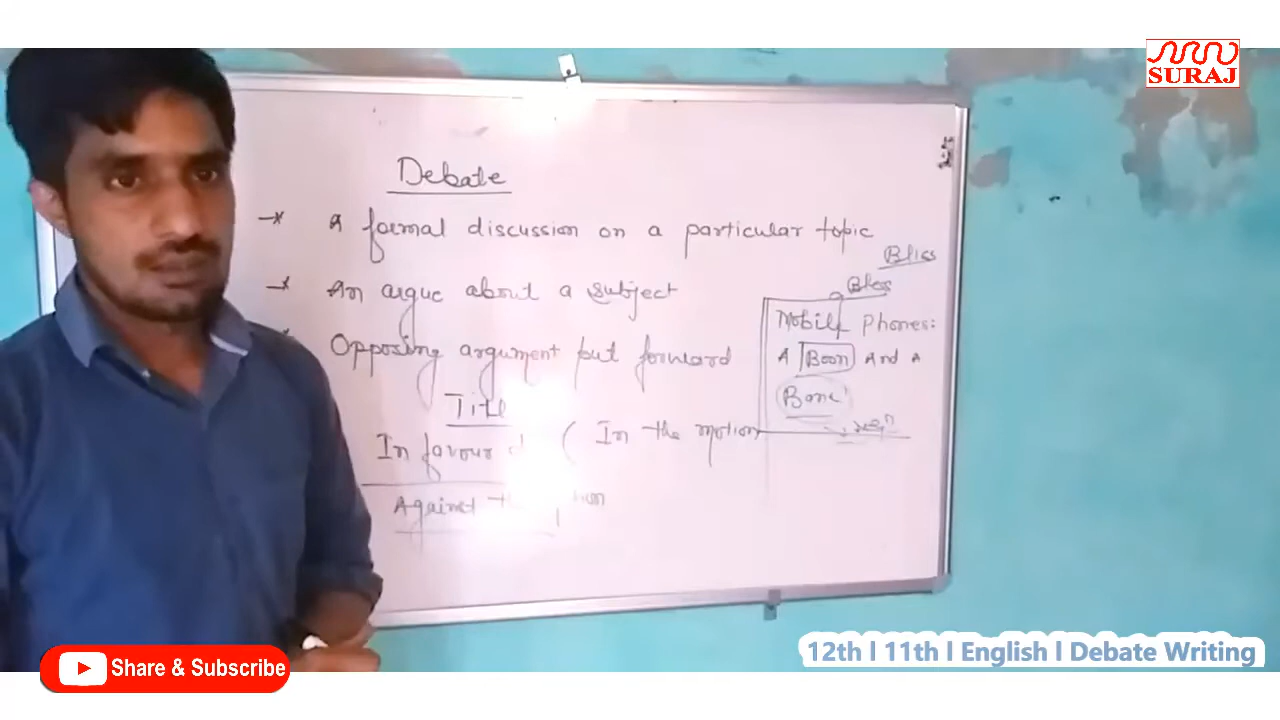 SURAJ
Debate
A formal discussion on a particular topic
Bliss
An argue about a subject
Bless
Mobile Phones:
A Boon And A
Bane
Opposing argument put forward
Title
In favour ( In the motion
Against
Share & Subscribe
12th l 11th l English l Debate Writing